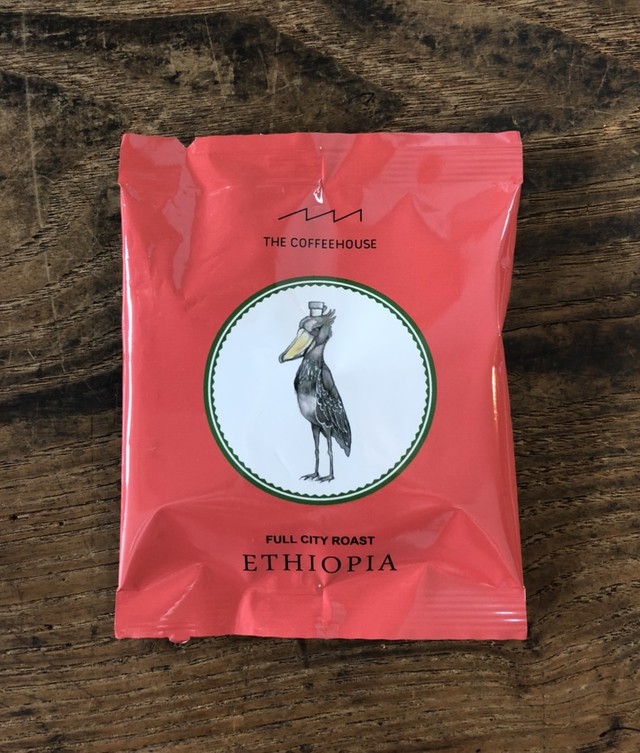 THE COFFEEHOUSE
FULL CITY ROAST
ETHIOPIA